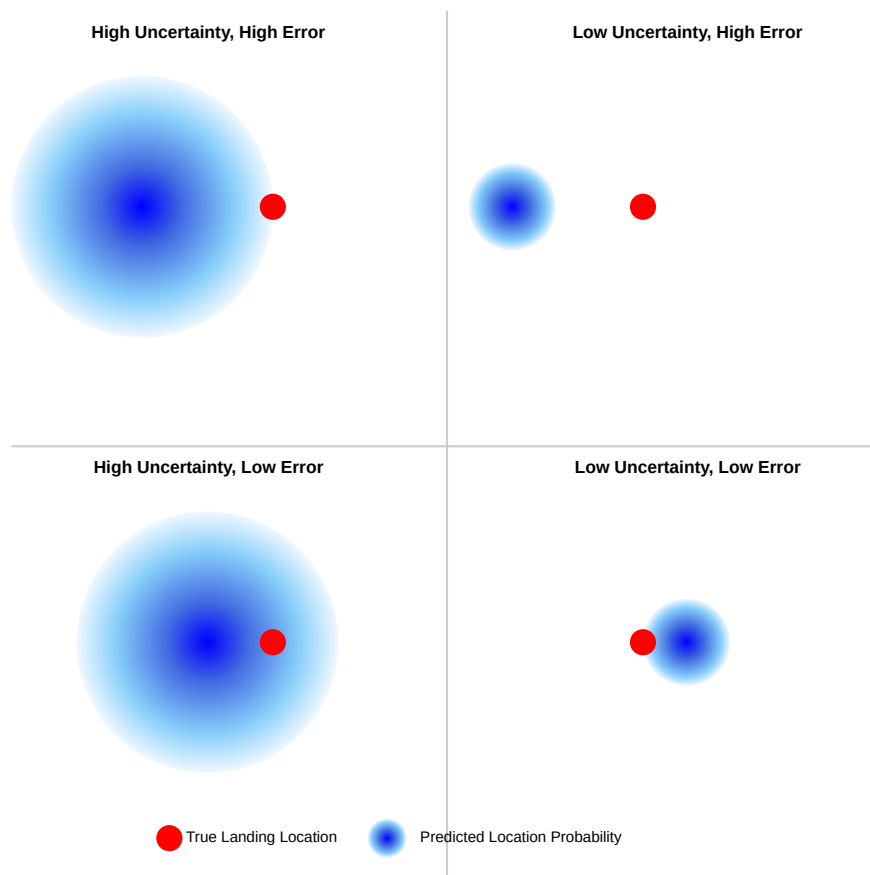 High Uncertainty, High Error
Low Uncertainty, High Error
High Uncertainty, Low Error
Low Uncertainty, Low Error
True Landing Location
Predicted Location Probability